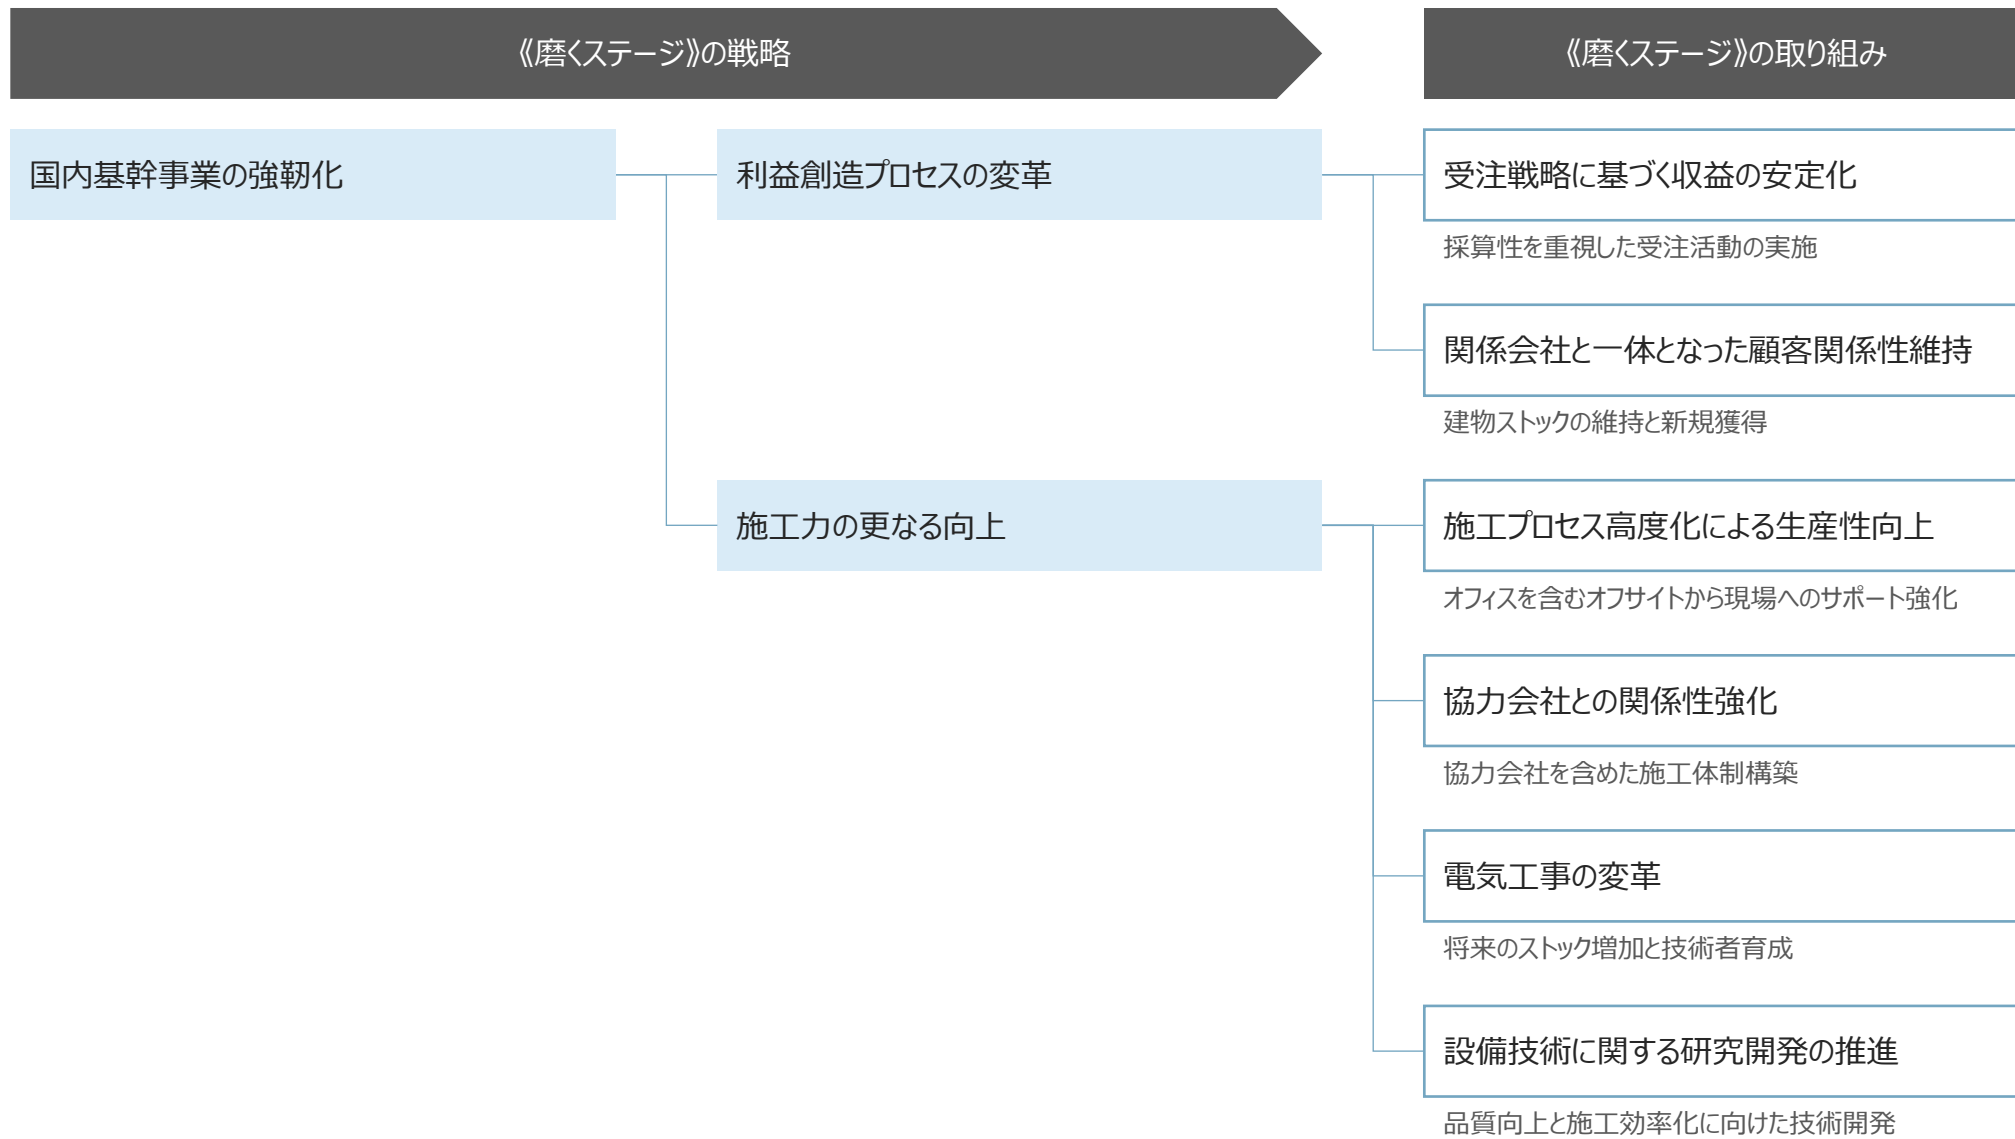 《磨くステージ》の戦略
《磨くステージ》の取り組み
国内基幹事業の強靭化
利益創造プロセスの変革
受注戦略に基づく収益の安定化
採算性を重視した受注活動の実施
関係会社と一体となった顧客関係性維持
建物ストックの維持と新規獲得
施工力の更なる向上
施工プロセス高度化による生産性向上
オフィスを含むオフサイトから現場へのサポート強化
協力会社との関係性強化
協力会社を含めた施工体制構築
電気工事の変革
将来のストック増加と技術者育成
設備技術に関する研究開発の推進
品質向上と施工効率化に向けた技術開発